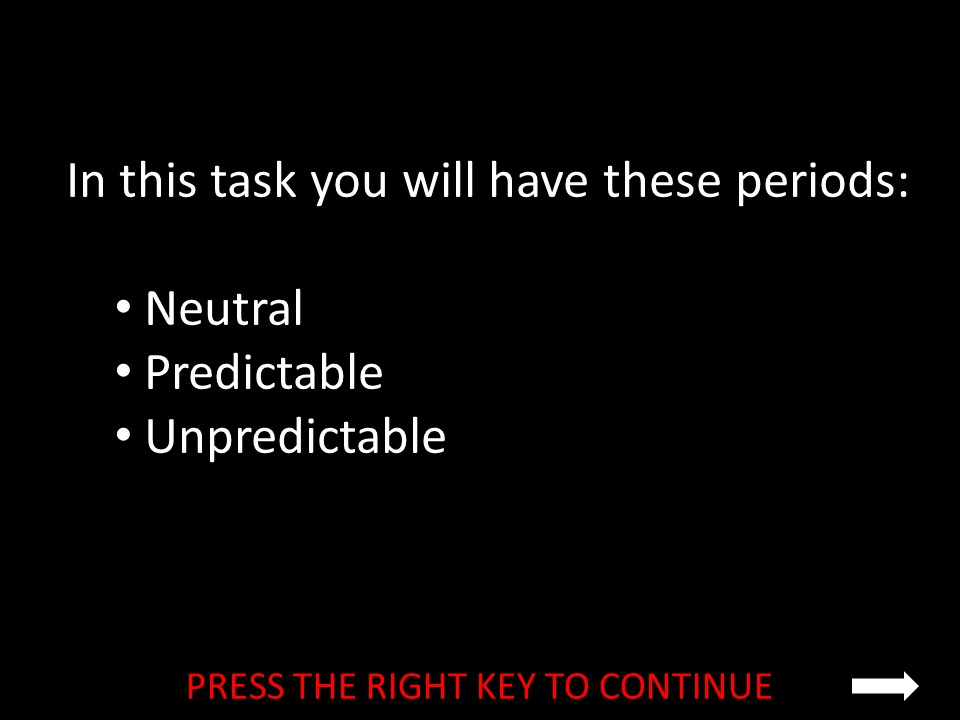 In this task you will have these periods:
• Neutral
• Predictable
• Unpredictable
PRESS THE RIGHT KEY TO CONTINUE